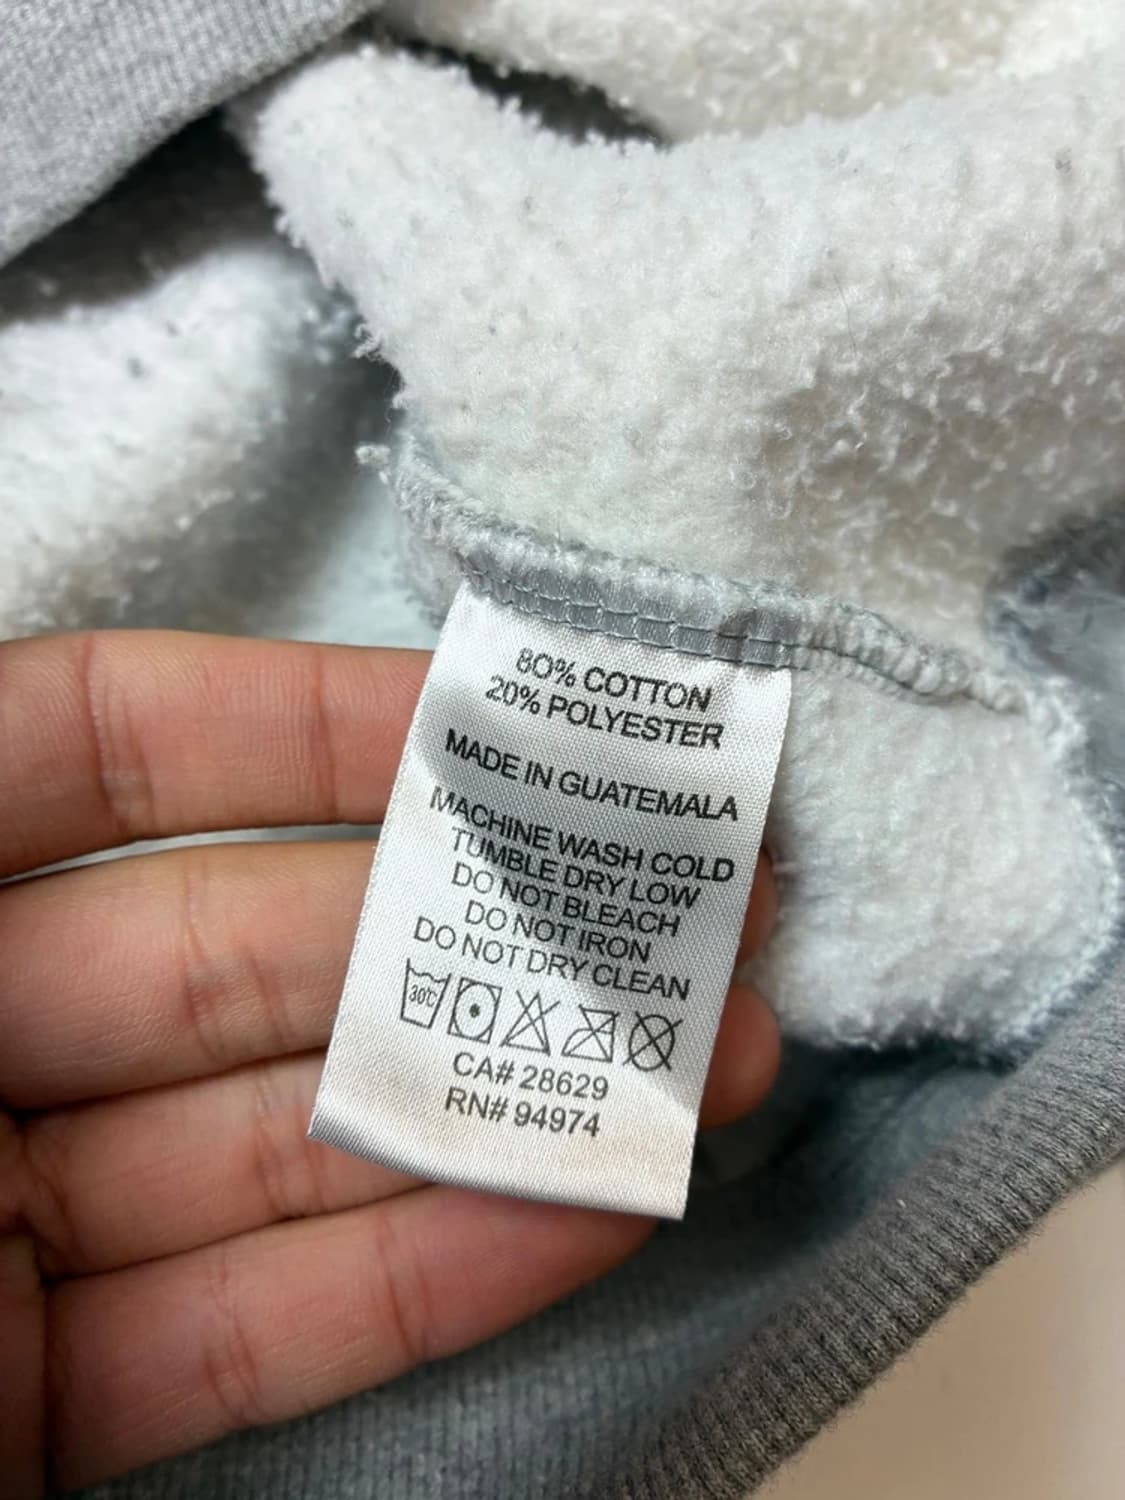 80% COTTON
20% POLYESTER
MADE IN GUATEMALA
MACHINE WASH COLD
TUMBLE DRY LOW
DO NOT BLEACH
DO NOT IRON
DO NOT DRY CLEAN
30°C
CA# 28629
RN# 94974